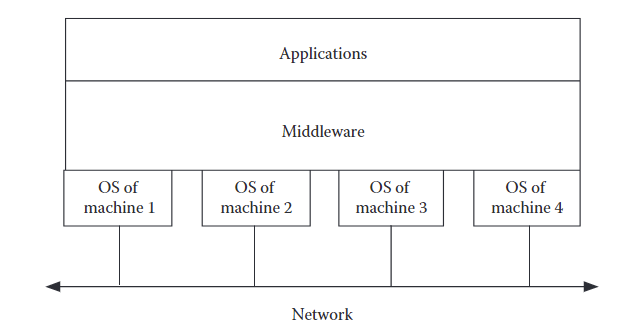 Applications
Middleware
OS of
machine 1
OS of
machine 2
OS of
machine 3
OS of
machine 4
Network